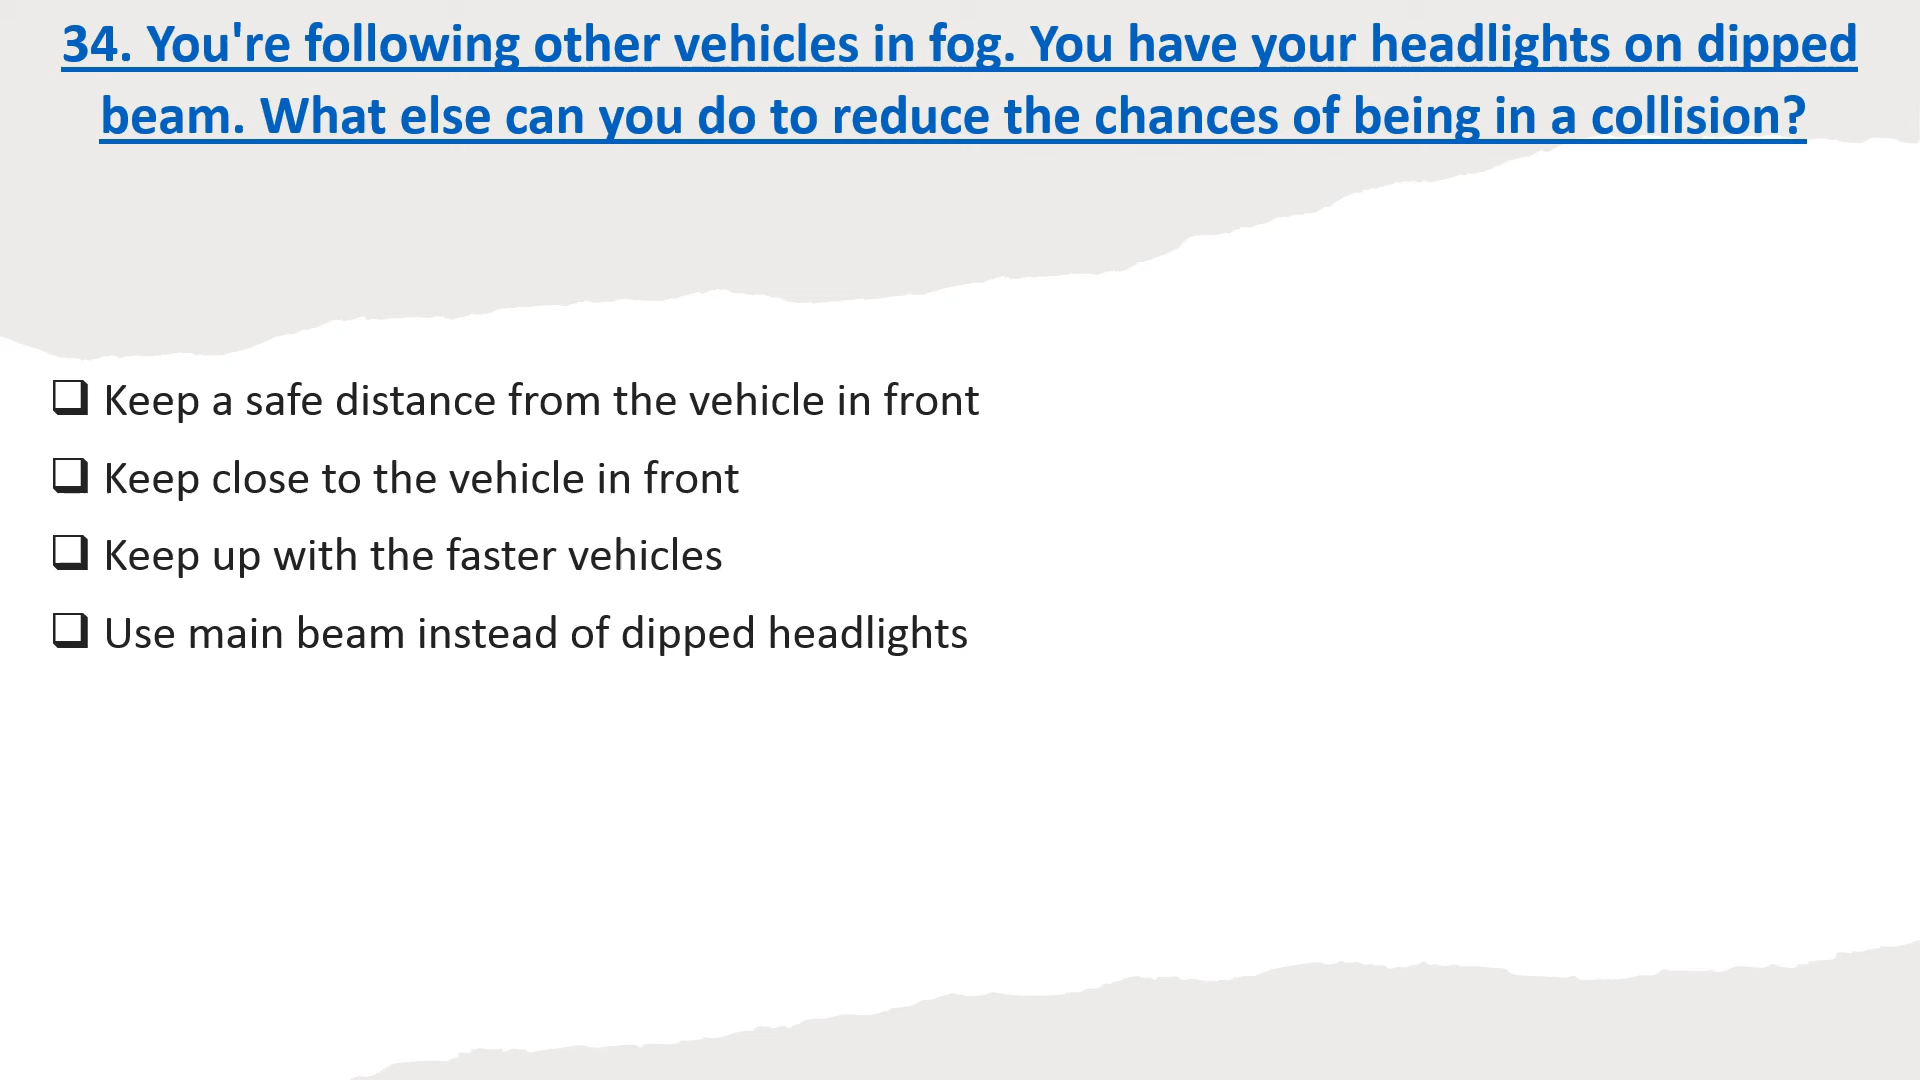 34. You're following other vehicles in fog. You have your headlights on dipped
beam. What else can you do to reduce the chances of being in a collision?
Keep a safe distance from the vehicle in front
Keep close to the vehicle in front
Keep up with the faster vehicles
Use main beam instead of dipped headlights